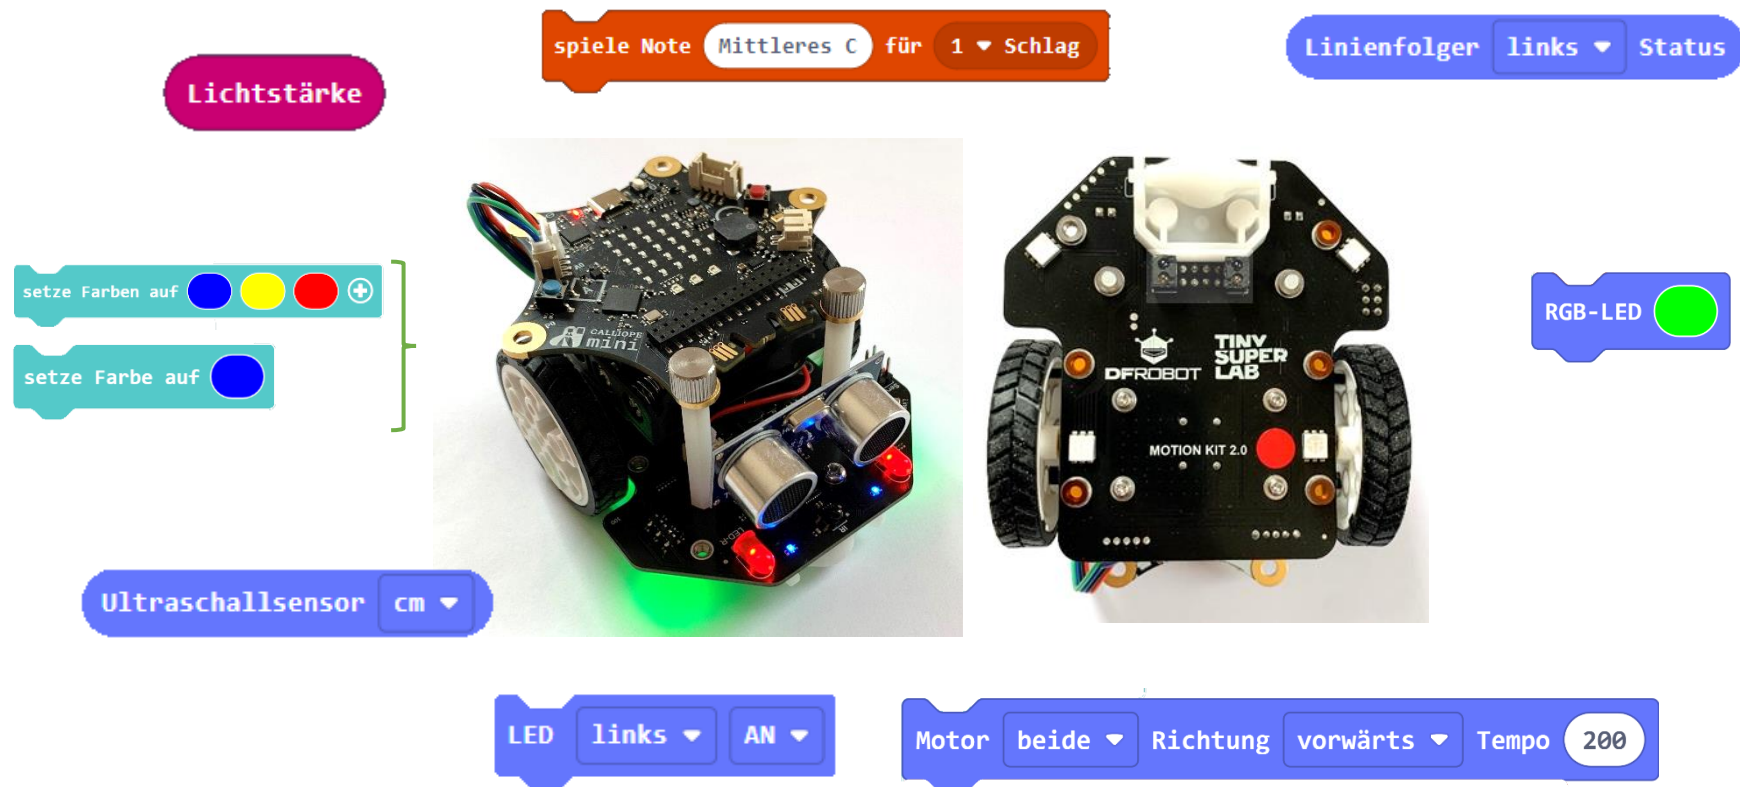 spiele Note Mittleres C für 1 Schlag
Linienfolger links Status
Lichtstärke
setze Farben auf
setze Farbe auf
CALLIOPE
mini
RGB-LED
DFROBOT
TINY
SUPER
LAB
MOTION KIT 2.0
LED-R
IR
Ultraschallsensor cm
LED links AN
Motor beide Richtung vorwärts Tempo 200